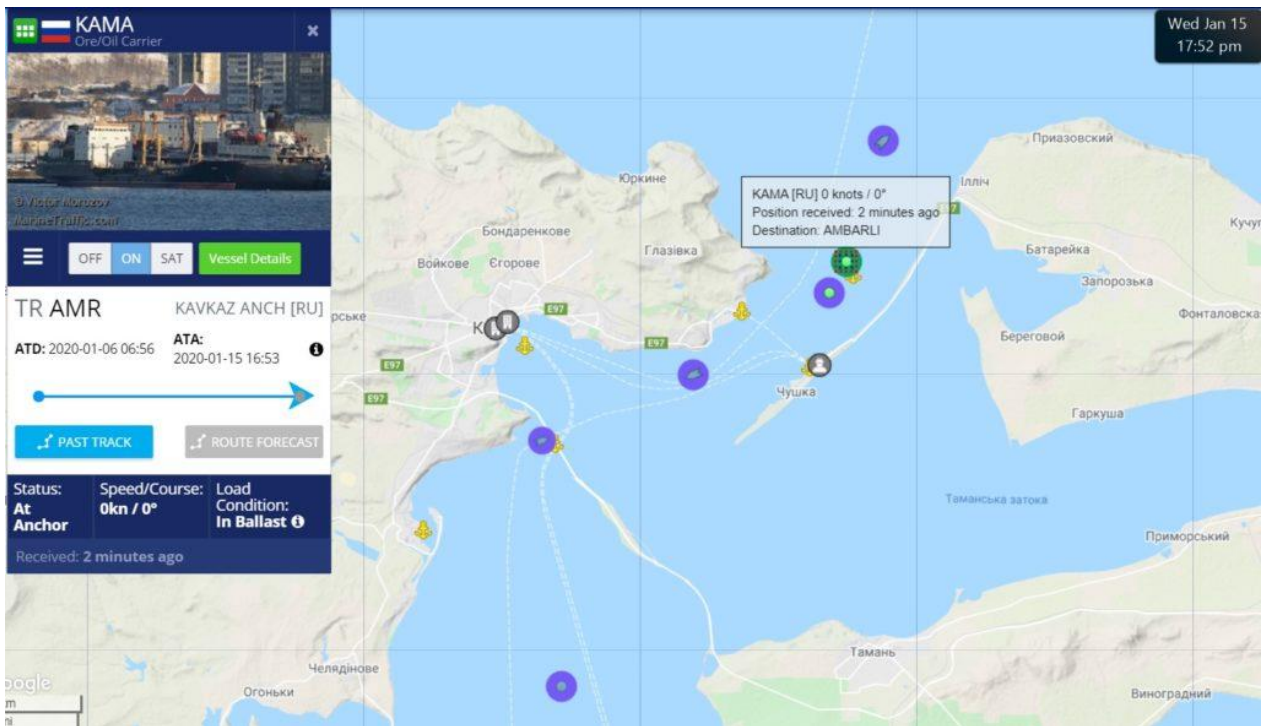 KAMA
Ore/Oil Carrier
© Victor Morozov
MarineTraffic.com
OFF ON SAT Vessel Details
TR AMR KAVKAZ ANCH [RU]
ATD: 2020-01-06 06:56
ATA:
2020-01-15 16:53
PAST TRACK ROUTE FORECAST
Status:
At
Anchor
Speed/Course:
0kn / 0°
Load
Condition:
In Ballast
Received: 2 minutes ago
Wed Jan 15
17:52 pm
KAMA [RU] 0 knots / 0°
Position received: 2 minutes ago
Destination: AMBARLI
Приазовский
Юркине
Ілліч
Бондаренкове
Глазівка
Войкове
Єгорове
Батарейка
Запорозька
Фонталовска
Береговой
E97
E97
E97
E97
Чушка
Гаркуша
Таманська затока
Приморський
Тамань
Челядінове
Огоньки
Виноградний